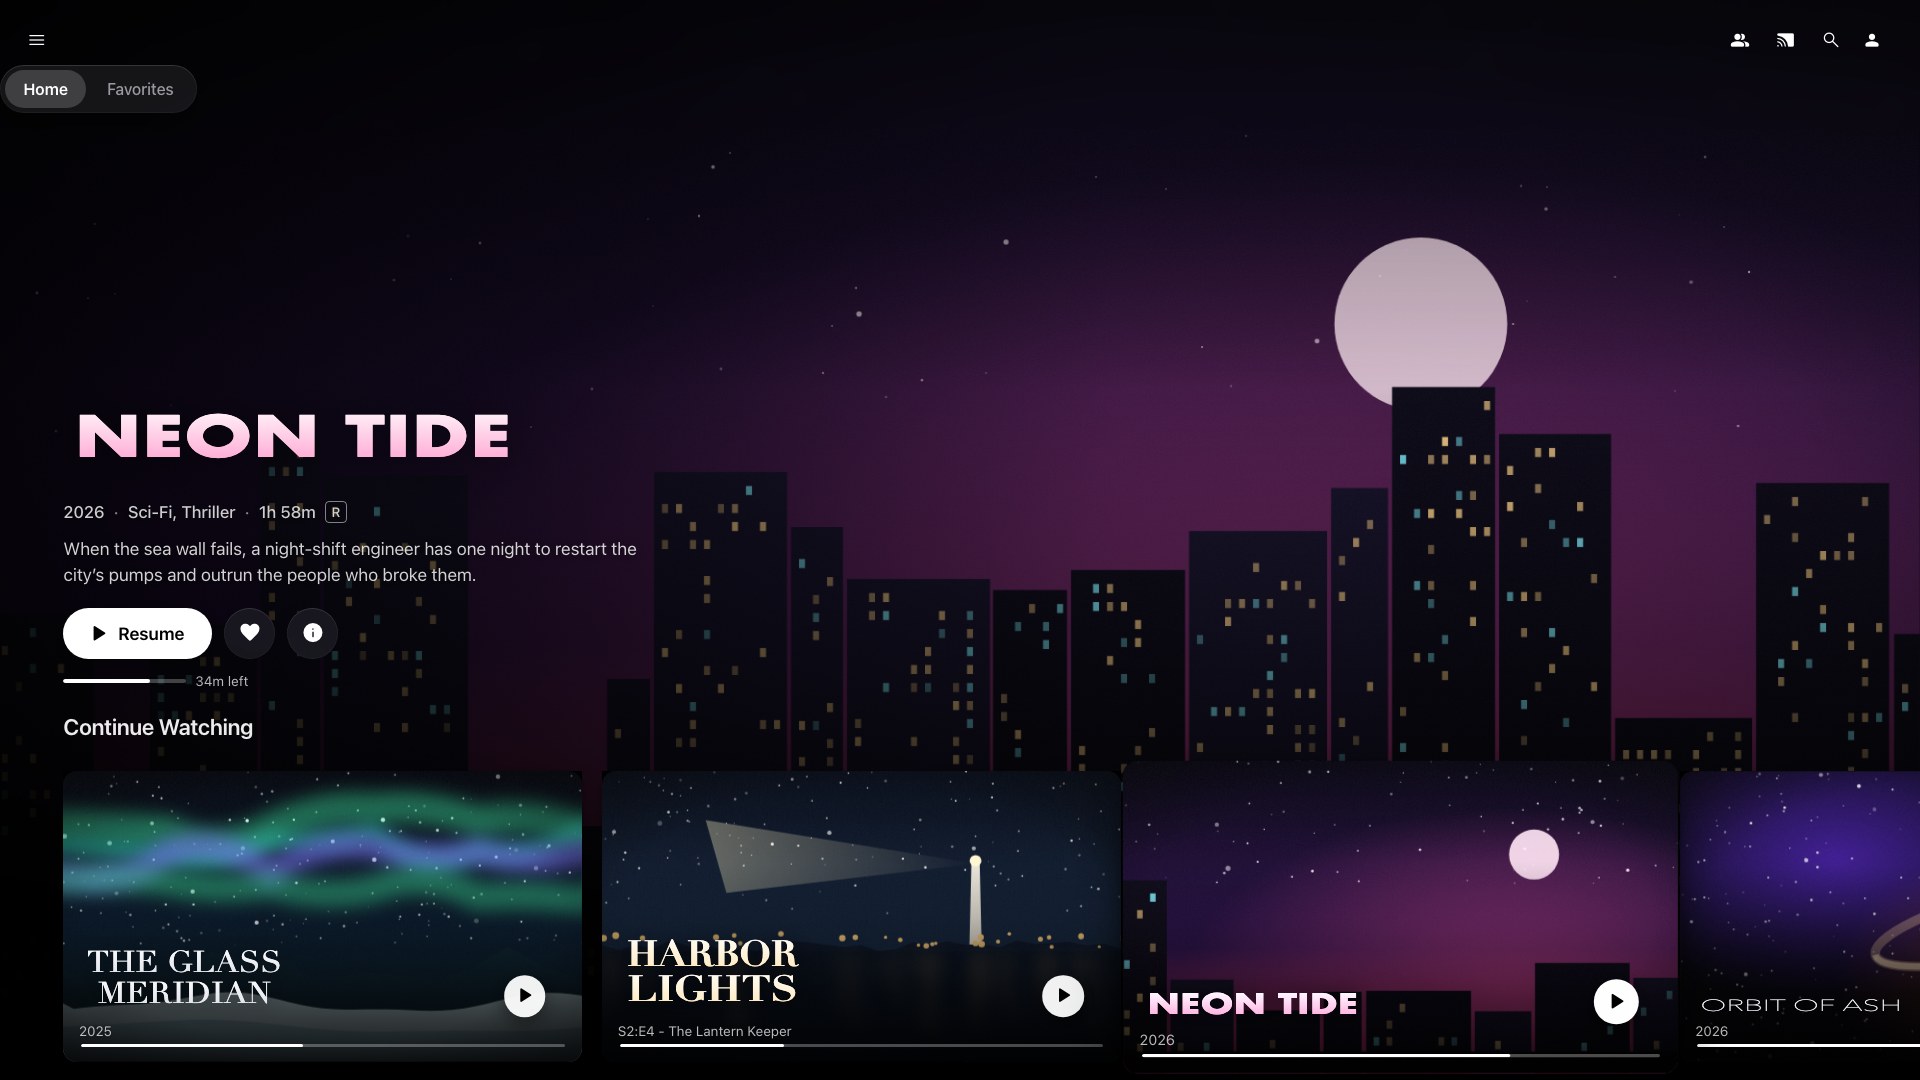 Home Favorites
NEON TIDE
2026 · Sci-Fi, Thriller · 1h 58m R
When the sea wall fails, a night-shift engineer has one night to restart the
city’s pumps and outrun the people who broke them.
Resume
34m left
Continue Watching
THE GLASS
MERIDIAN
2025
HARBOR
LIGHTS
S2:E4 - The Lantern Keeper
NEON TIDE
2026
ORBIT OF ASH
2026